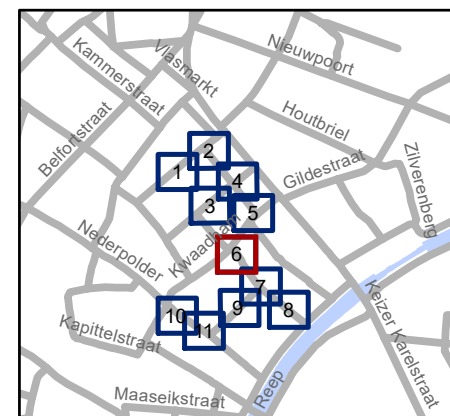 Vlasmarkt
Nieuwpoort
Kammerstraat
Houtbriel
Belfortstraat
Zilverenberg
2
1
4
Gildestraat
3
5
Kwaadham
Nederpolder
6
7
9
8
10
11
Keizer Karelstraat
Kapittelstraat
Reep
Maaseikstraat